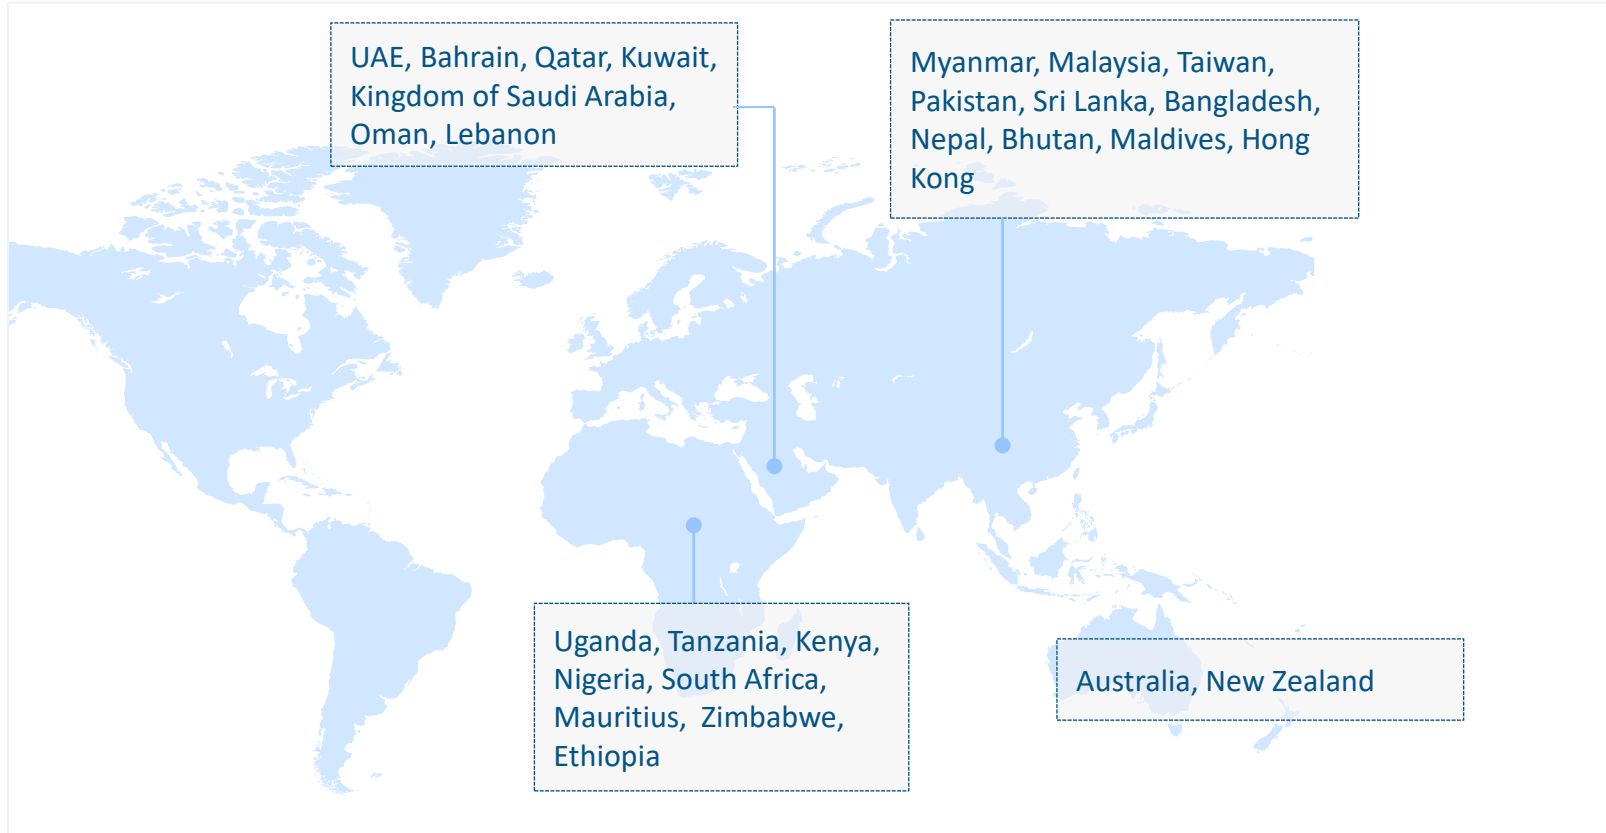 UAE, Bahrain, Qatar, Kuwait,
Kingdom of Saudi Arabia,
Oman, Lebanon
Myanmar, Malaysia, Taiwan,
Pakistan, Sri Lanka, Bangladesh,
Nepal, Bhutan, Maldives, Hong
Kong
Uganda, Tanzania, Kenya,
Nigeria, South Africa,
Mauritius,  Zimbabwe,
Ethiopia
Australia, New Zealand